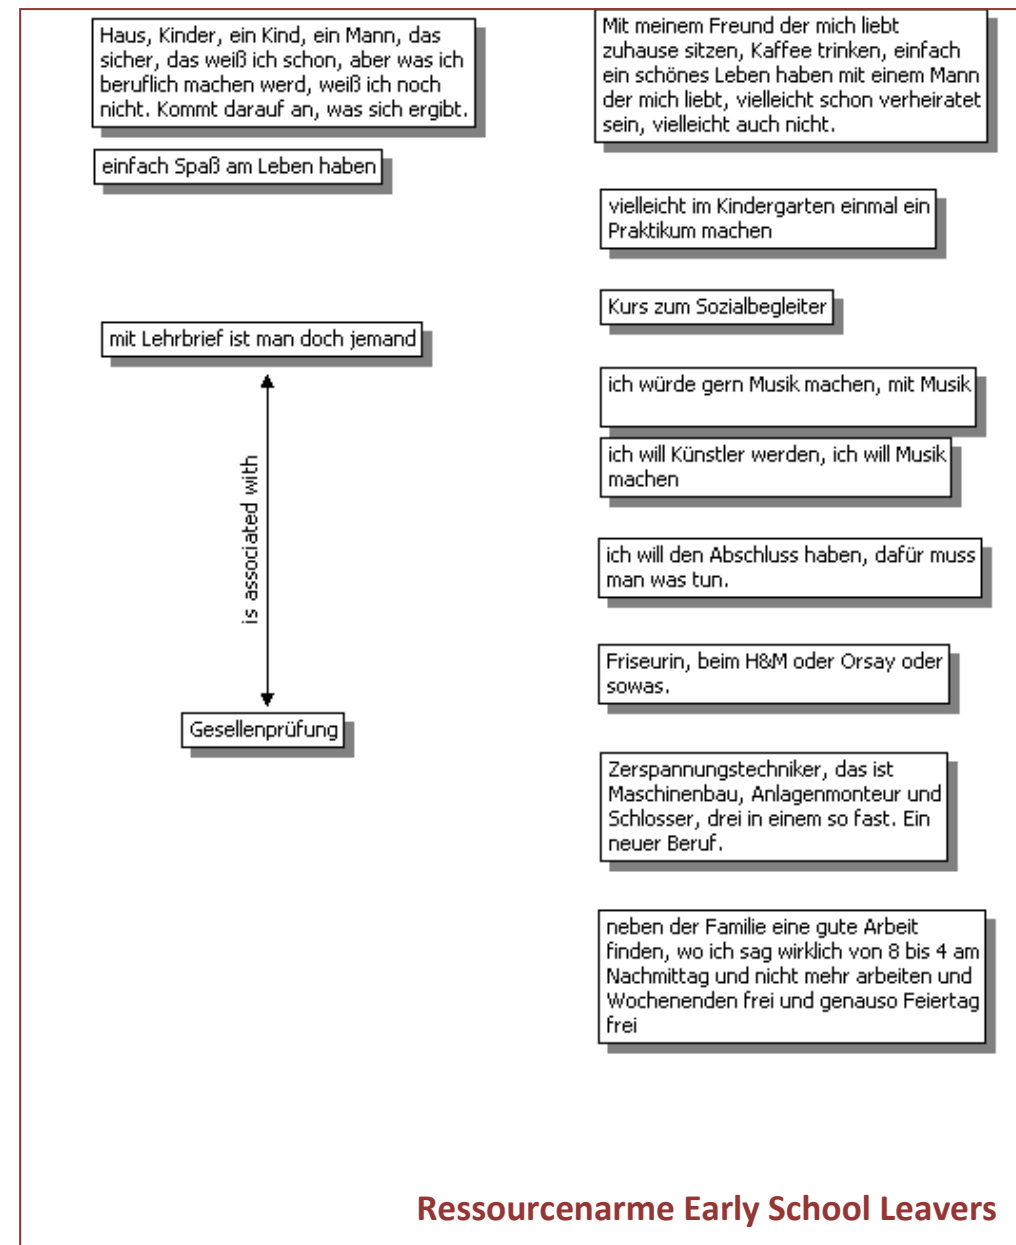 Haus, Kinder, ein Kind, ein Mann, das
sicher, das weiß ich schon, aber was ich
beruflich machen werd, weiß ich noch
nicht. Kommt darauf an, was sich ergibt.
einfach Spaß am Leben haben
mit Lehrbrief ist man doch jemand
is associated with
Gesellenprüfung
Mit meinem Freund der mich liebt
zuhause sitzen, Kaffee trinken, einfach
ein schönes Leben haben mit einem Mann
der mich liebt, vielleicht schon verheiratet
sein, vielleicht auch nicht.
vielleicht im Kindergarten einmal ein
Praktikum machen
Kurs zum Sozialbegleiter
ich würde gern Musik machen, mit Musik
ich will Künstler werden, ich will Musik
machen
ich will den Abschluss haben, dafür muss
man was tun.
Friseurin, beim H&M oder Orsay oder
sowas.
Zerspannungstechniker, das ist
Maschinenbau, Anlagenmonteur und
Schlosser, drei in einem so fast. Ein
neuer Beruf.
neben der Familie eine gute Arbeit
finden, wo ich sag wirklich von 8 bis 4 am
Nachmittag und nicht mehr arbeiten und
Wochenenden frei und genauso Feiertag
frei
Ressourcenarme Early School Leavers